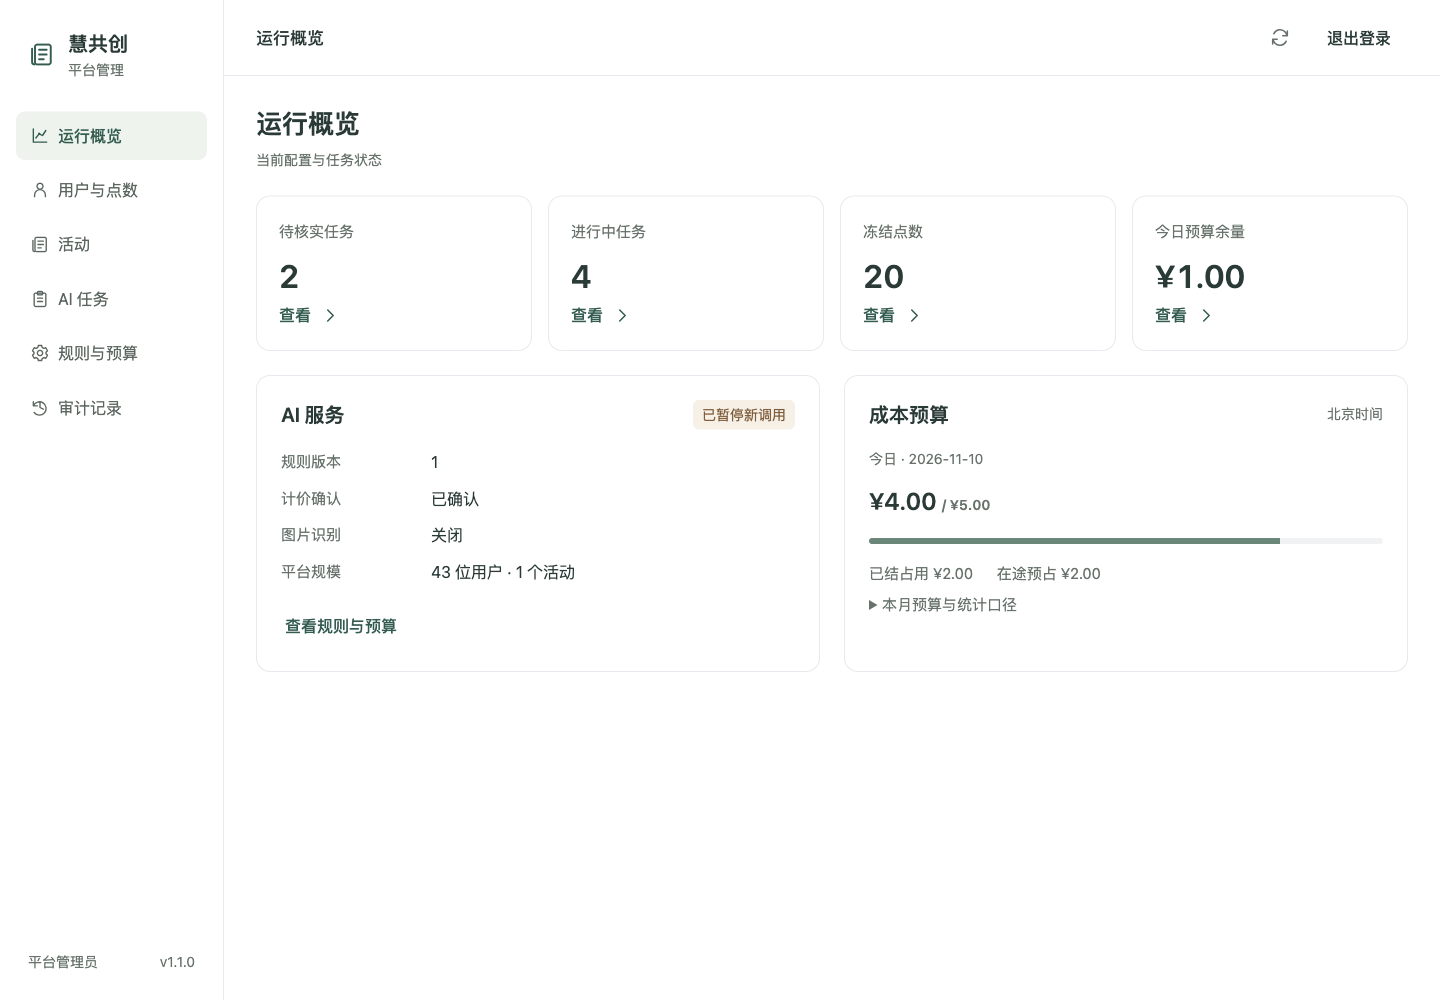 慧共创
平台管理
运行概览
用户与点数
活动
AI 任务
规则与预算
审计记录
平台管理员
v1.1.0
运行概览
退出登录
运行概览
当前配置与任务状态
待核实任务
2
查看
进行中任务
4
查看
冻结点数
20
查看
今日预算余量
¥1.00
查看
AI 服务
已暂停新调用
规则版本 1
计价确认 已确认
图片识别 关闭
平台规模 43 位用户 · 1 个活动
查看规则与预算
成本预算
北京时间
今日 · 2026-11-10
¥4.00 / ¥5.00
已结占用 ¥2.00 在途预占 ¥2.00
本月预算与统计口径